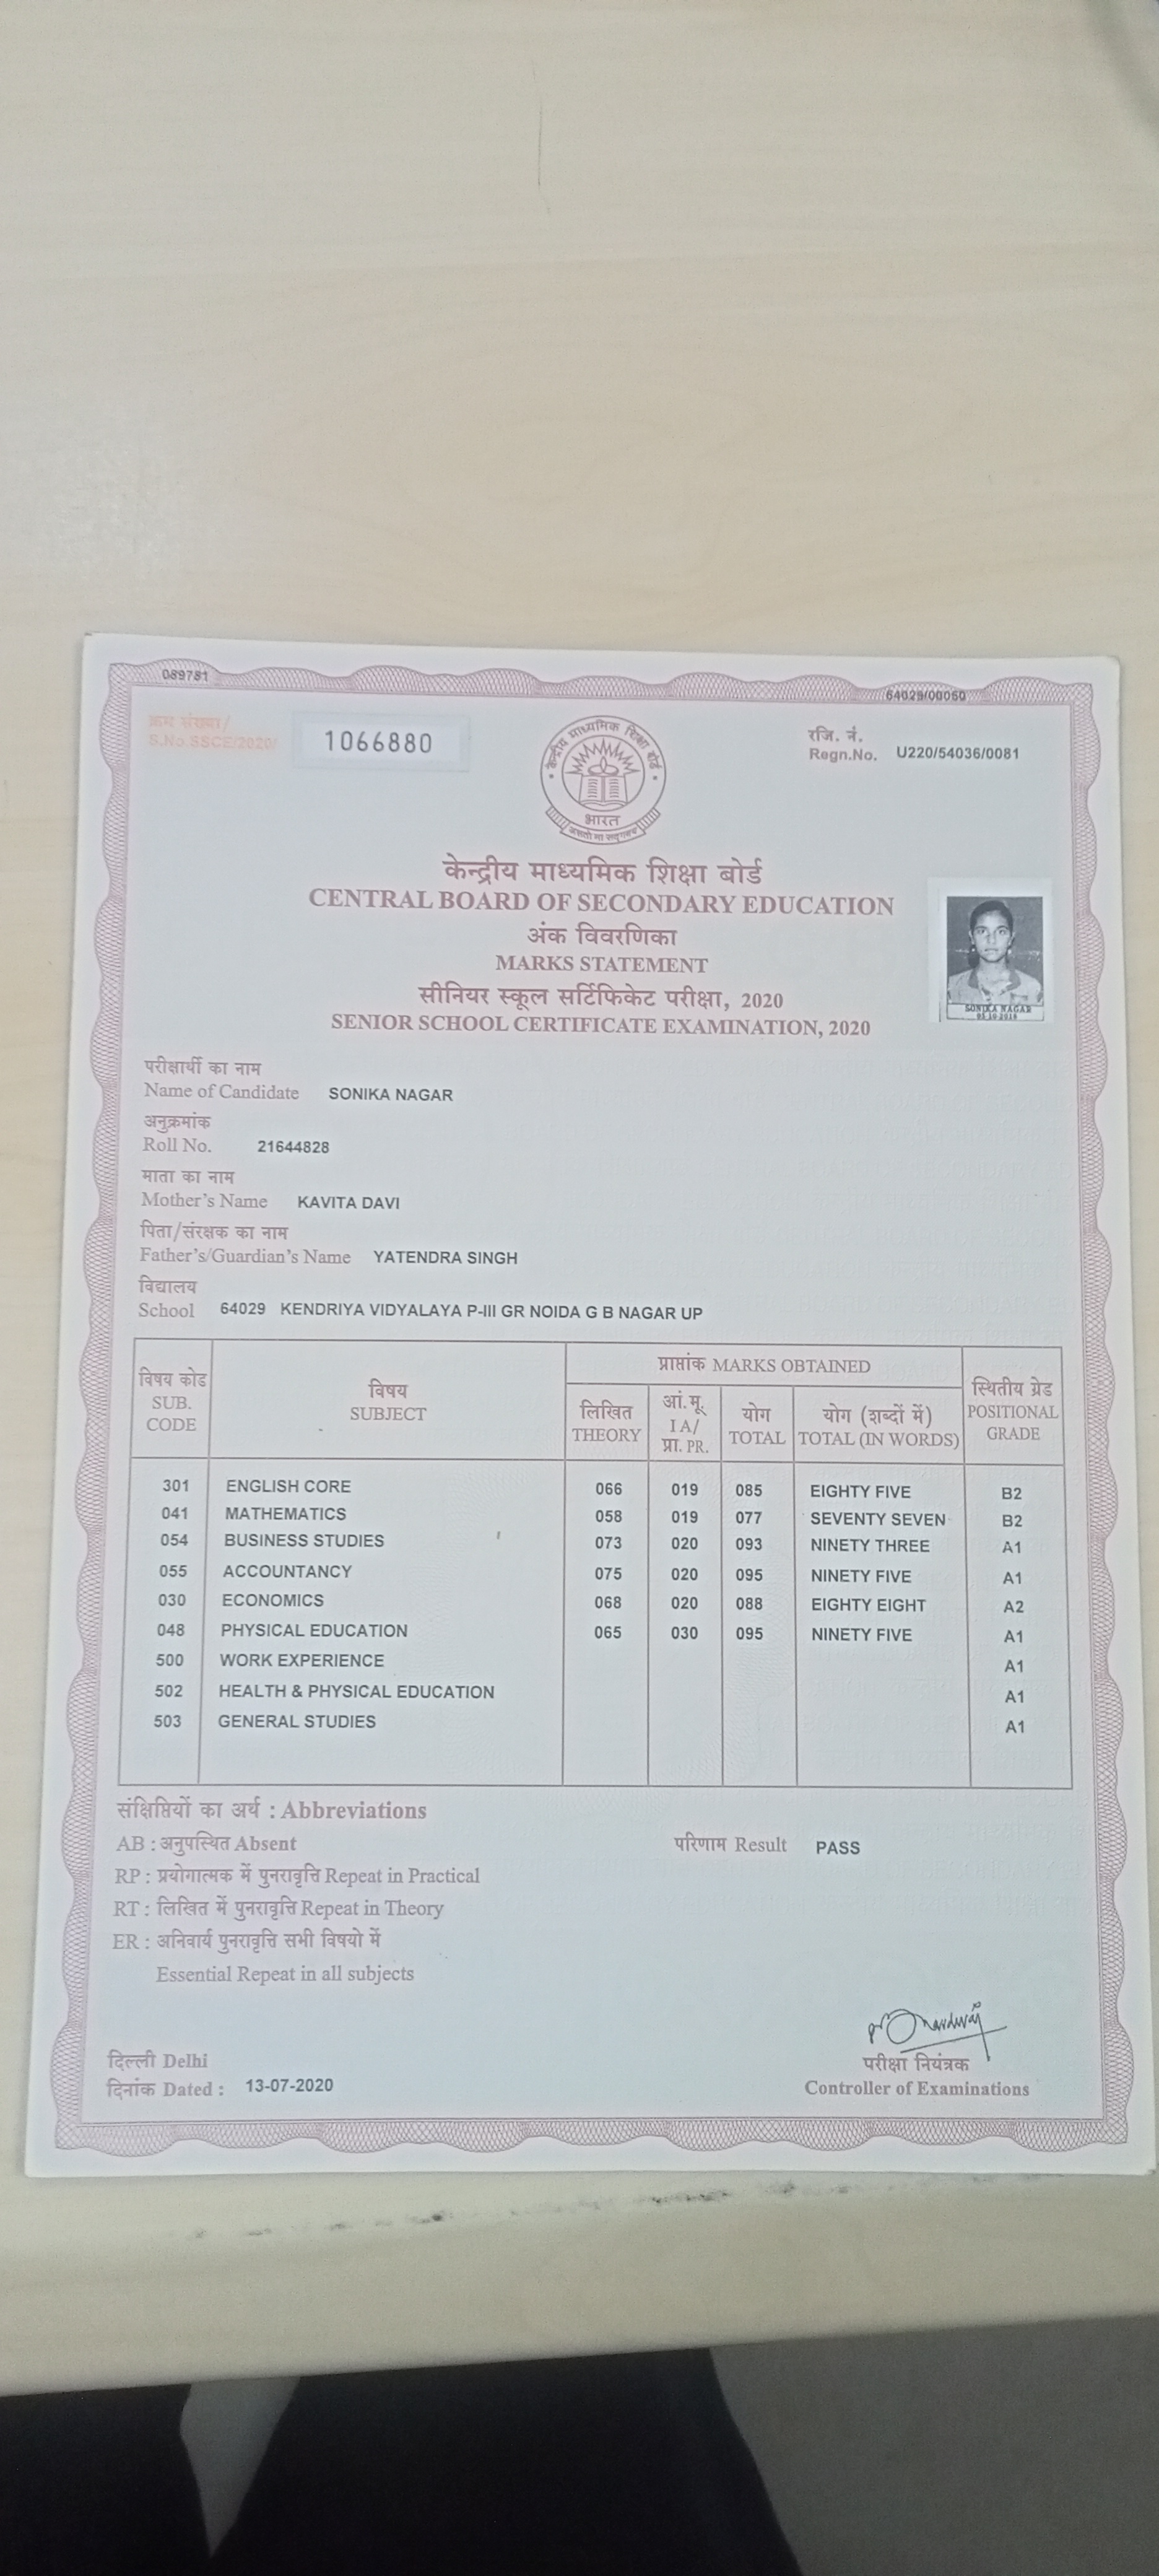 089781
64029/00060
क्रम संख्या/
S.No.SSCE/2020/ 1066880
रजि. नं.
Regn.No. U220/54036/0081
केन्द्रीय माध्यमिक शिक्षा बोर्ड
भारत
असतो मा सद्गमय
केन्द्रीय माध्यमिक शिक्षा बोर्ड
CENTRAL BOARD OF SECONDARY EDUCATION
अंक विवरणिका
MARKS STATEMENT
सीनियर स्कूल सर्टिफिकेट परीक्षा, 2020
SENIOR SCHOOL CERTIFICATE EXAMINATION, 2020
SONIKA NAGAR
परीक्षार्थी का नाम
Name of Candidate SONIKA NAGAR
अनुक्रमांक
Roll No. 21644828
माता का नाम
Mother's Name KAVITA DAVI
पिता/संरक्षक का नाम
Father's/Guardian's Name YATENDRA SINGH
विद्यालय
School 64029 KENDRIYA VIDYALAYA P-III GR NOIDA G B NAGAR UP
विषय कोड SUB. CODE
विषय SUBJECT
प्राप्तांक MARKS OBTAINED
लिखित THEORY
आं.मू. I A/ प्रा. PR.
योग TOTAL
योग (शब्दों में) TOTAL (IN WORDS)
स्थितीय ग्रेड POSITIONAL GRADE
301 ENGLISH CORE 066 019 085 EIGHTY FIVE B2
041 MATHEMATICS 058 019 077 SEVENTY SEVEN B2
054 BUSINESS STUDIES 073 020 093 NINETY THREE A1
055 ACCOUNTANCY 075 020 095 NINETY FIVE A1
030 ECONOMICS 068 020 088 EIGHTY EIGHT A2
048 PHYSICAL EDUCATION 065 030 095 NINETY FIVE A1
500 WORK EXPERIENCE A1
502 HEALTH & PHYSICAL EDUCATION A1
503 GENERAL STUDIES A1
संक्षिप्तियों का अर्थ : Abbreviations
AB : अनुपस्थित Absent
परिणाम Result PASS
RP : प्रयोगात्मक में पुनरावृत्ति Repeat in Practical
RT : लिखित में पुनरावृत्ति Repeat in Theory
ER : अनिवार्य पुनरावृत्ति सभी विषयो में
Essential Repeat in all subjects
दिल्ली Delhi
दिनांक Dated : 13-07-2020
परीक्षा नियंत्रक
Controller of Examinations